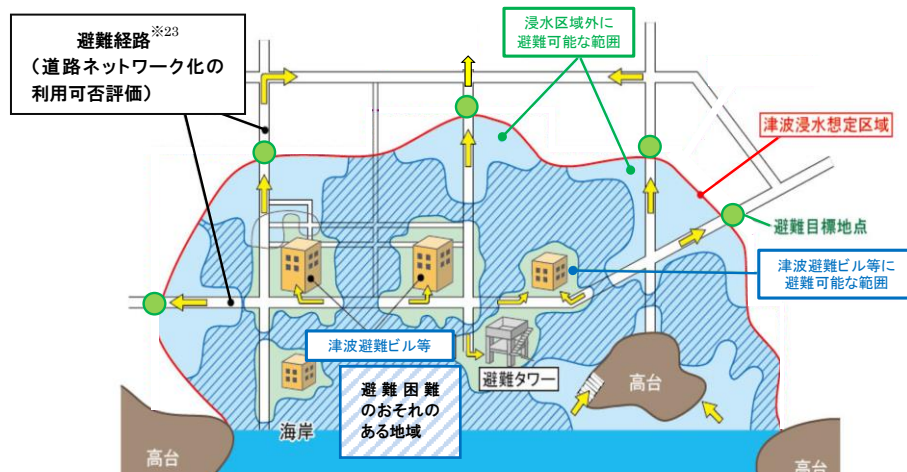 避難経路※23
(道路ネットワーク化の
利用可否評価)
浸水区域外に
避難可能な範囲
津波浸水想定区域
避難目標地点
津波避難ビル等に
避難可能な範囲
津波避難ビル等
避難タワー
避難困難
のおそれの
ある地域
高台
海岸
高台
高台